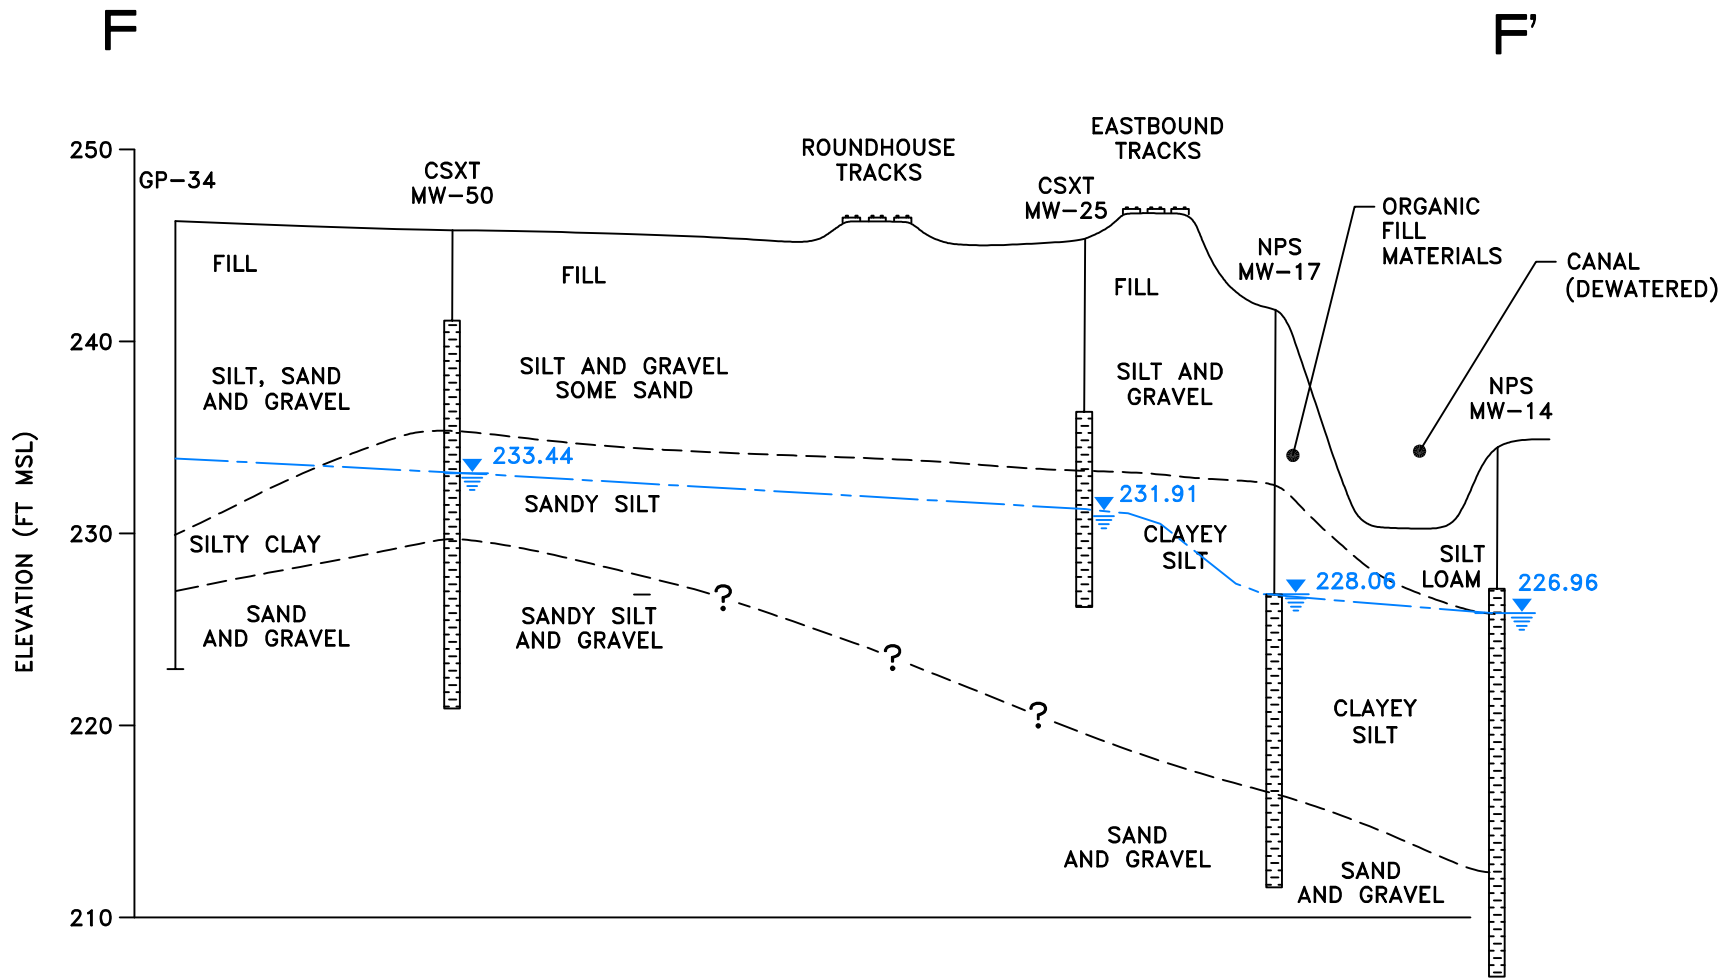 F
F'
EASTBOUND
TRACKS
ROUNDHOUSE
TRACKS
250
GP-34
CSXT
MW-50
CSXT
MW-25
ORGANIC
FILL
MATERIALS
NPS
MW-17
CANAL
(DEWATERED)
FILL
FILL
FILL
240
SILT, SAND
AND GRAVEL
SILT AND GRAVEL
SOME SAND
SILT AND
GRAVEL
NPS
MW-14
ELEVATION (FT MSL)
233.44
231.91
SANDY SILT
230
SILTY CLAY
CLAYEY
SILT
SILT
LOAM
228.06
226.96
SAND
AND GRAVEL
SANDY SILT
AND GRAVEL
?
?
?
220
CLAYEY
SILT
SAND
AND GRAVEL
SAND
AND GRAVEL
210